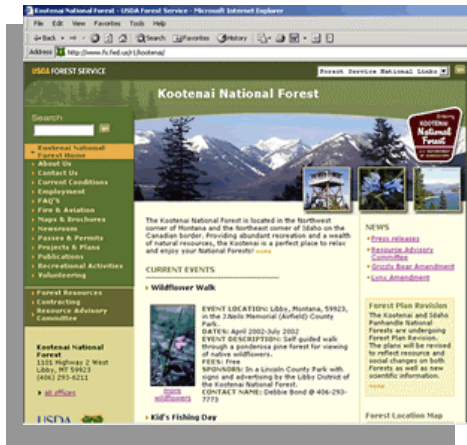 Kootenai National Forest - USDA Forest Service - Microsoft Internet Explorer
File Edit View Favorites Tools Help
Back Search Favorites History
Address http://www.fs.fed.us/r1/kootenai/
USDA FOREST SERVICE
Forest Service National Links
Kootenai National Forest
Search
KOOTENAI
National
Forest
Kootenai National
Forest Home
About Us
Contact Us
Current Conditions
Employment
FAQ'S
Fire & Aviation
Maps & Brochures
Newsroom
Passes & Permits
Projects & Plans
Publications
Recreational Activities
Volunteering
Forest Resources
Contracting
Resource Advisory
Committee
Kootenai National
Forest
1101 Highway 2 West
Libby, MT 59923
(406) 293-6211
all offices
USDA
The Kootenai National Forest is located in the Northwest
corner of Montana and the Northeast corner of Idaho on the
Canadian border. Providing abundant recreation and a wealth
of natural resources, the Kootenai is a perfect place to relax
and enjoy your National Forests! more
CURRENT EVENTS
Wildflower Walk
EVENT LOCATION: Libby, Montana, 59923,
in the J.Neils Memorial (Airfield) County
Park.
DATES: April 2002-July 2002
EVENT DESCRIPTION: Self guided walk
through a ponderosa pine forest for viewing
of native wildflowers.
FEES: Free
SPONSORS: In a Lincoln County Park with
signs and advertising by the Libby District of
the Kootenai National Forest.
CONTACT NAME: Debbie Bond @ 406-293-
7773
more
wildflowers
Kid's Fishing Day
NEWS
Press releases
Resource Advisory
Committee
Grizzly Bear Amendment
Lynx Amendment
Forest Plan Revision
The Kootenai and Idaho
Panhandle National
Forests are undergoing
Forest Plan Revision.
The plans will be revised
to reflect resource and
social changes on both
Forests as well as new
scientific information.
more
Forest Location Map